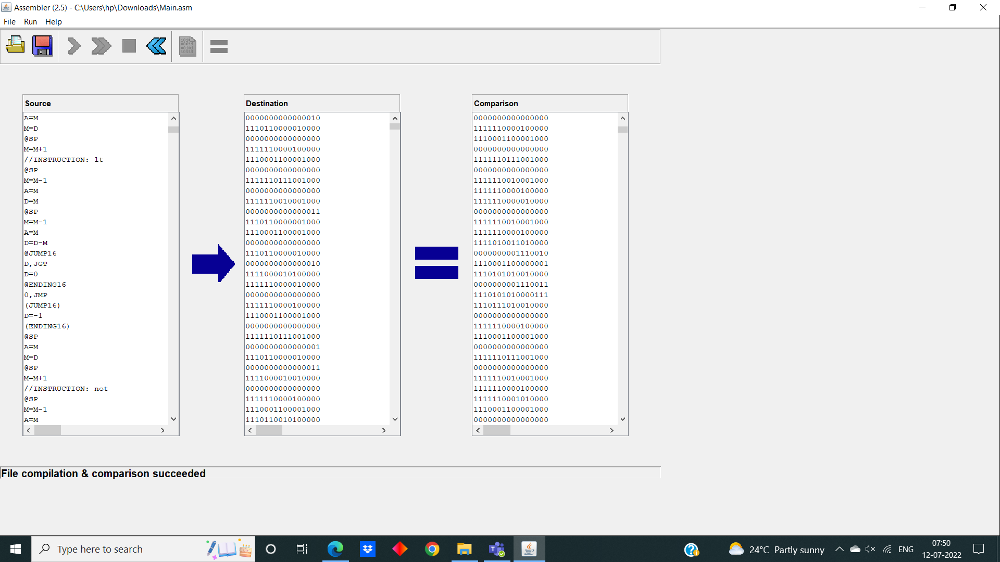 Assembler (2.5) - C:\Users\hp\Downloads\Main.asm
File Run Help
Source
A=M
M=D
@SP
M=M+1
//INSTRUCTION: lt
@SP
M=M-1
A=M
D=M
@SP
M=M-1
A=M
D=D-M
@JUMP16
D,JGT
D=0
@ENDING16
0,JMP
(JUMP16)
D=-1
(ENDING16)
@SP
A=M
M=D
@SP
M=M+1
//INSTRUCTION: not
@SP
M=M-1
A=M
Destination
0000000000000010
1110110000010000
0000000000000000
1111110000100000
1110001100001000
0000000000000000
1111110111001000
0000000000000000
1111110010001000
0000000000000011
1110110000001000
1110001100001000
0000000000000000
1110110000010000
0000000000000010
1111000010100000
1111110000010000
0000000000000000
1111110000100000
1110001100001000
0000000000000000
1111110111001000
0000000000000001
1110110000010000
0000000000000011
1111000010010000
0000000000000000
1111110000100000
1110001100001000
1110110010100000
Comparison
0000000000000000
1111110000100000
1110001100001000
0000000000000000
1111110111001000
0000000000000000
1111110010001000
1111110000100000
1111110000010000
0000000000000000
1111110010001000
1111110000100000
1111010011010000
0000000001110010
1110001100000001
1110101010010000
0000000001110011
1110101010000111
1110111010010000
0000000000000000
1111110000100000
1110001100001000
0000000000000000
1111110111001000
0000000000000000
1111110010001000
1111110000100000
1111110001010000
1110001100001000
0000000000000000
File compilation & comparison succeeded
Type here to search
24°C Partly sunny
ENG
07:50
12-07-2022